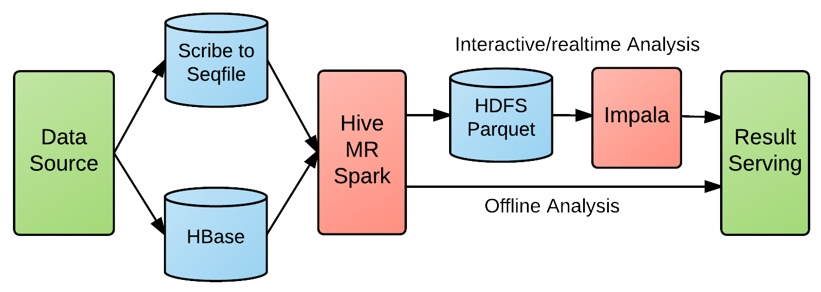 Data
Source
Scribe to
Seqfile
HBase
Hive
MR
Spark
Interactive/realtime Analysis
HDFS
Parquet
Impala
Offline Analysis
Result
Serving